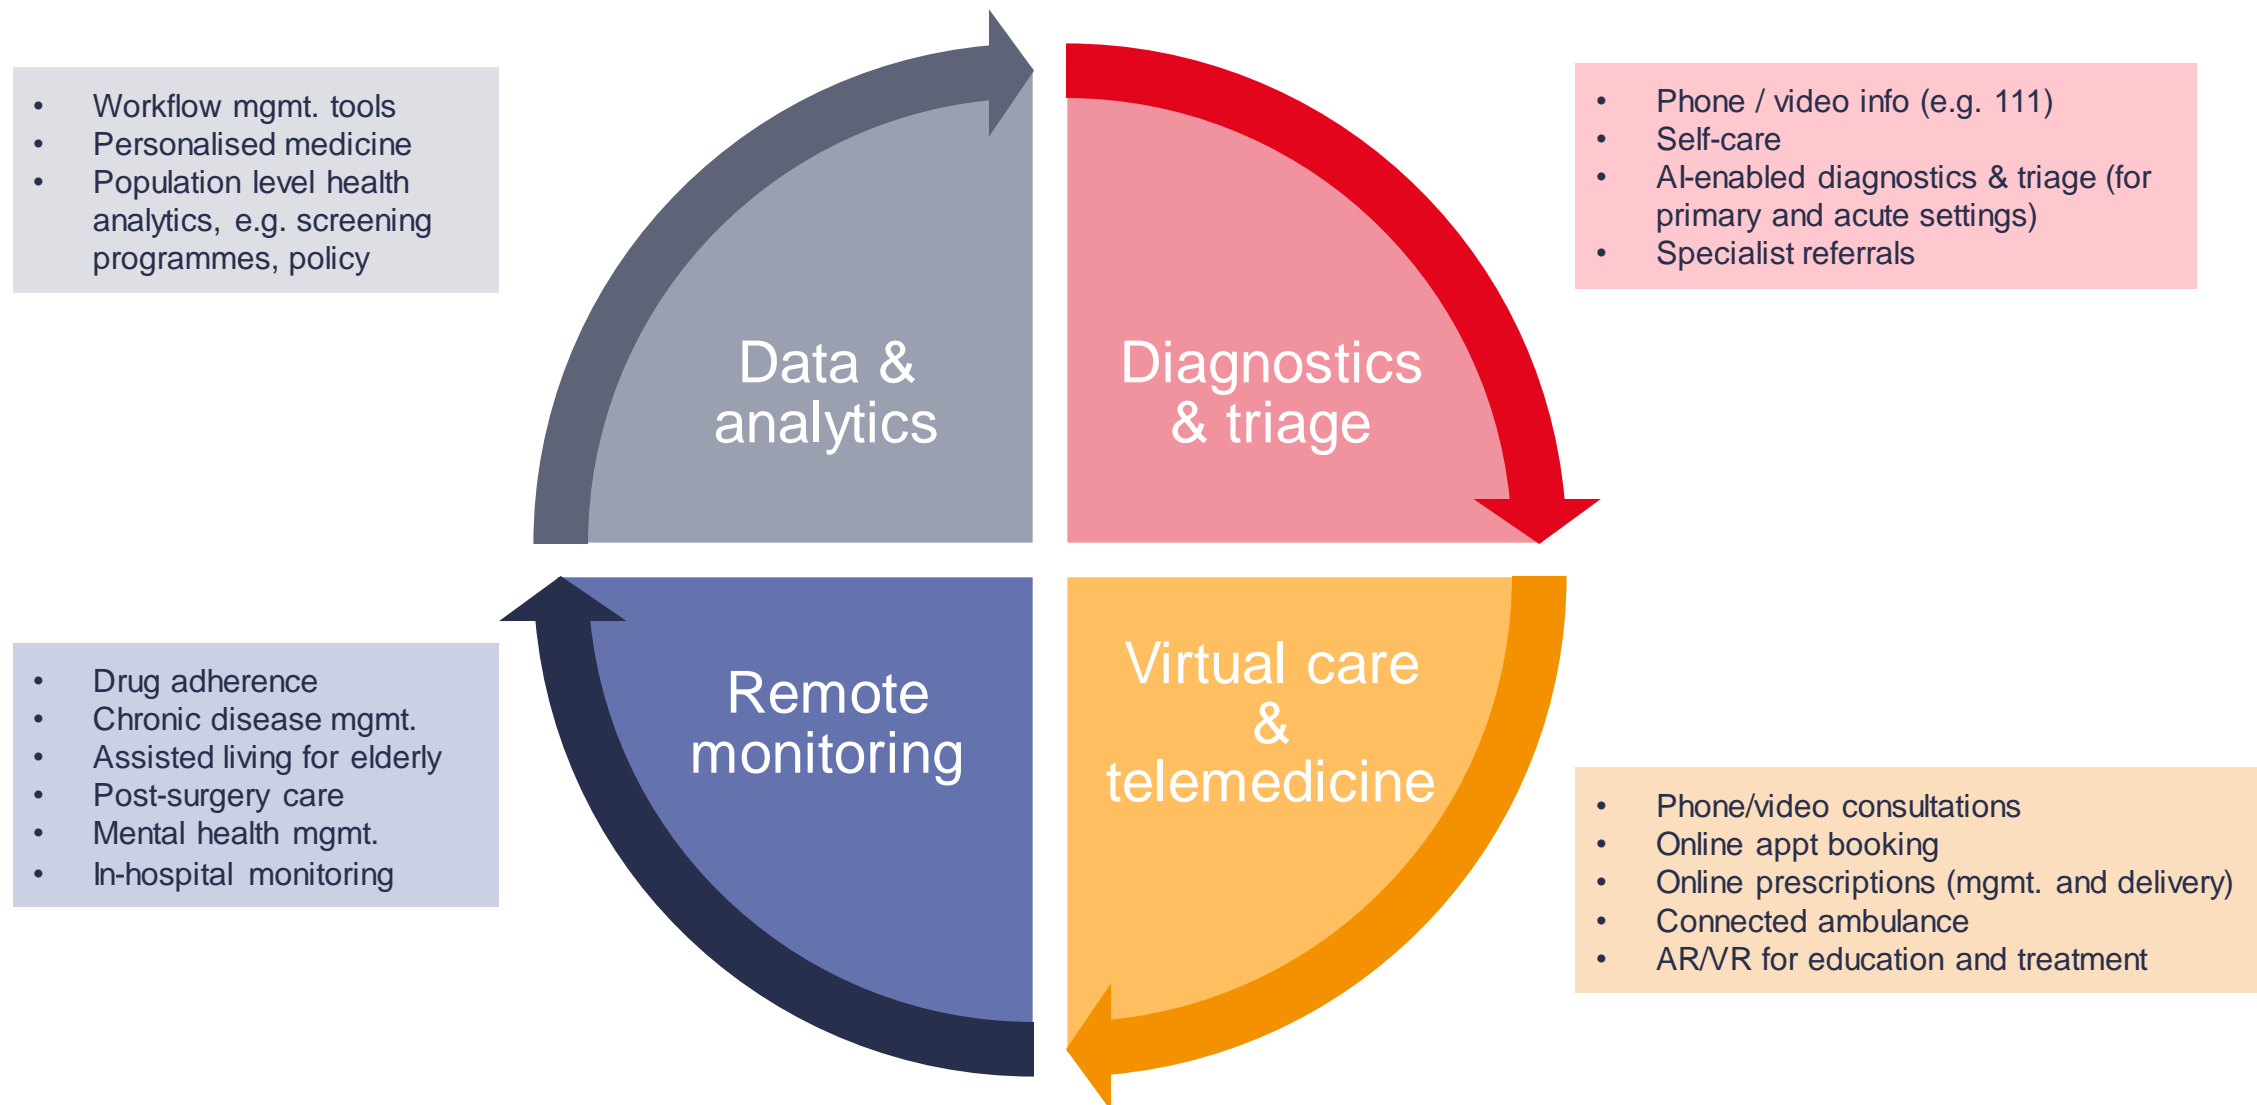 • Workflow mgmt. tools
• Personalised medicine
• Population level health
analytics, e.g. screening
programmes, policy
Data &
analytics
Diagnostics
& triage
• Phone / video info (e.g. 111)
• Self-care
• AI-enabled diagnostics & triage (for
primary and acute settings)
• Specialist referrals
• Drug adherence
• Chronic disease mgmt.
• Assisted living for elderly
• Post-surgery care
• Mental health mgmt.
• In-hospital monitoring
Remote
monitoring
Virtual care
&
telemedicine
• Phone/video consultations
• Online appt booking
• Online prescriptions (mgmt. and delivery)
• Connected ambulance
• AR/VR for education and treatment